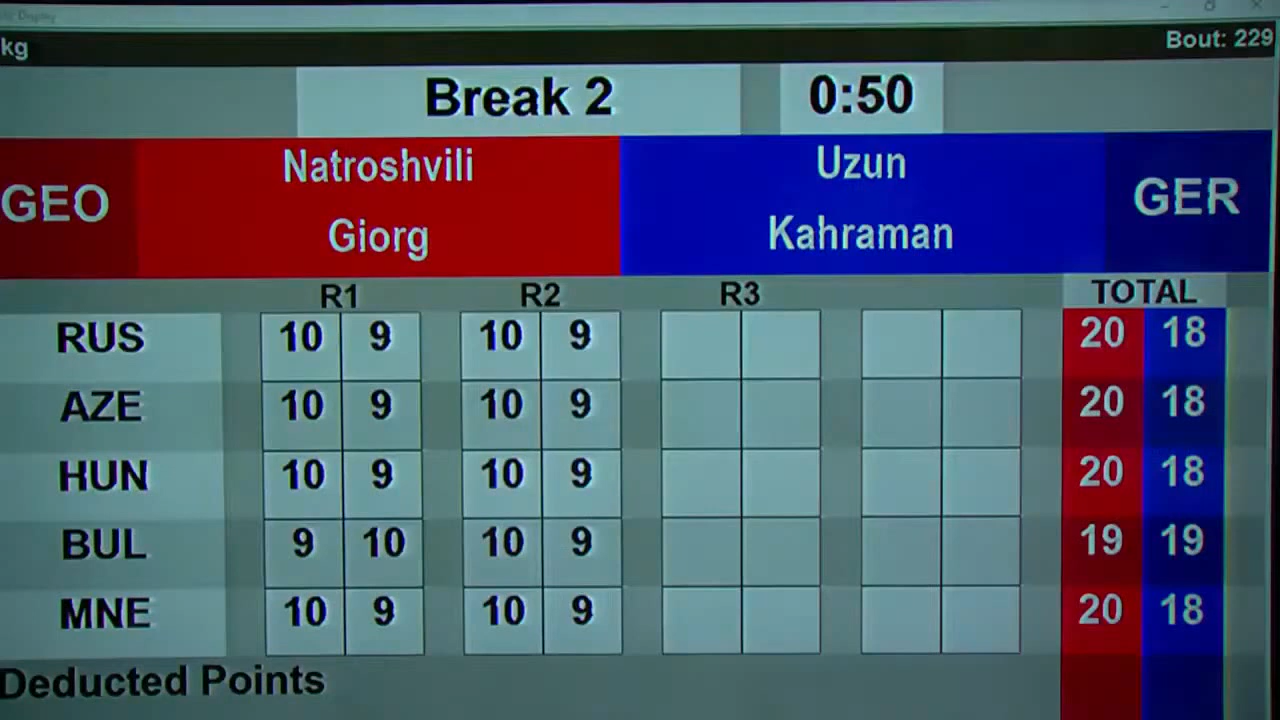 kg Bout: 229
Break 2 0:50
GEO Natroshvili Giorg Uzun Kahraman GER
R1 R2 R3 TOTAL
RUS 10 9 10 9 20 18
AZE 10 9 10 9 20 18
HUN 10 9 10 9 20 18
BUL 9 10 10 9 19 19
MNE 10 9 10 9 20 18
Deducted Points